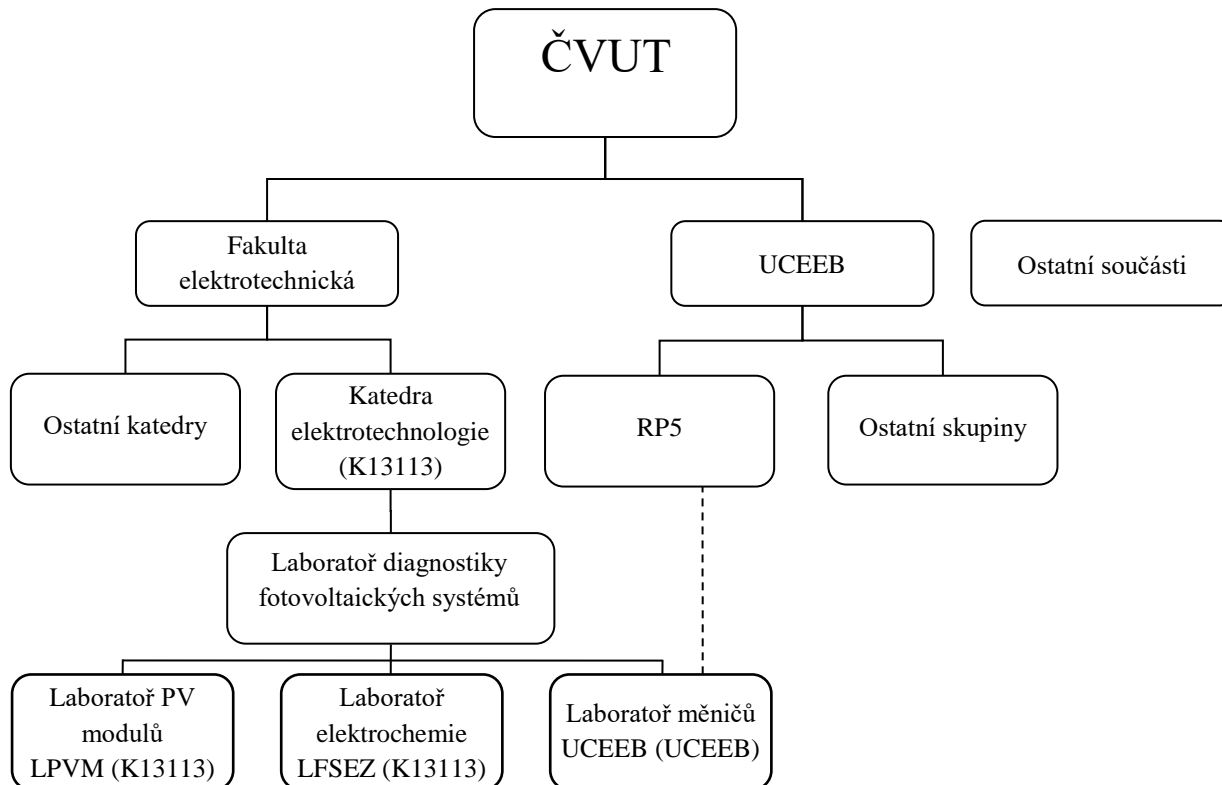 ČVUT
Fakulta
elektrotechnická
UCEEB
Ostatní součásti
Ostatní katedry
Katedra
elektrotechnologie
(K13113)
RP5
Ostatní skupiny
Laboratoř diagnostiky
fotovoltaických systémů
Laboratoř PV
modulů
LPVM (K13113)
Laboratoř
elektrochemie
LFSEZ (K13113)
Laboratoř měničů
UCEEB (UCEEB)